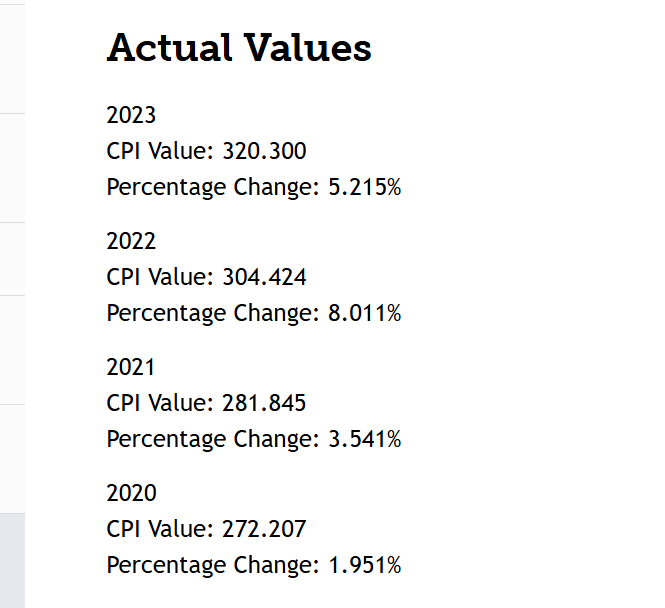 Actual Values
2023
CPI Value: 320.300
Percentage Change: 5.215%
2022
CPI Value: 304.424
Percentage Change: 8.011%
2021
CPI Value: 281.845
Percentage Change: 3.541%
2020
CPI Value: 272.207
Percentage Change: 1.951%